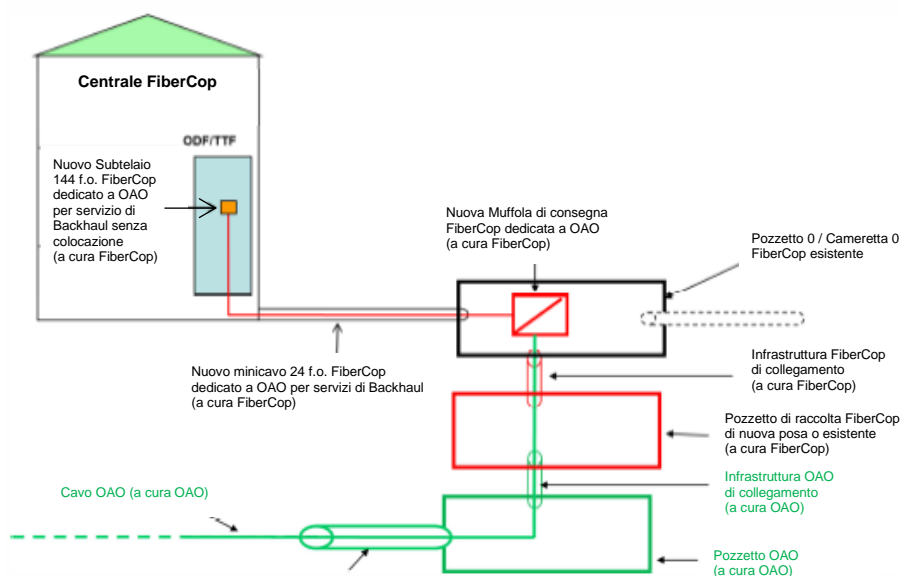 Centrale FiberCop
ODF/TTF
Nuovo Subtelaio
144 f.o. FiberCop
dedicato a OAO
per servizio di
Backhaul senza
colocazione
(a cura FiberCop)
Nuova Muffola di consegna
FiberCop dedicata a OAO
(a cura FiberCop)
Pozzetto 0 / Cameretta 0
FiberCop esistente
Nuovo minicavo 24 f.o. FiberCop
dedicato a OAO per servizi di Backhaul
(a cura FiberCop)
Infrastruttura FiberCop
di collegamento
(a cura FiberCop)
Pozzetto di raccolta FiberCop
di nuova posa o esistente
(a cura FiberCop)
Infrastruttura OAO
di collegamento
(a cura OAO)
Cavo OAO (a cura OAO)
Pozzetto OAO
(a cura OAO)